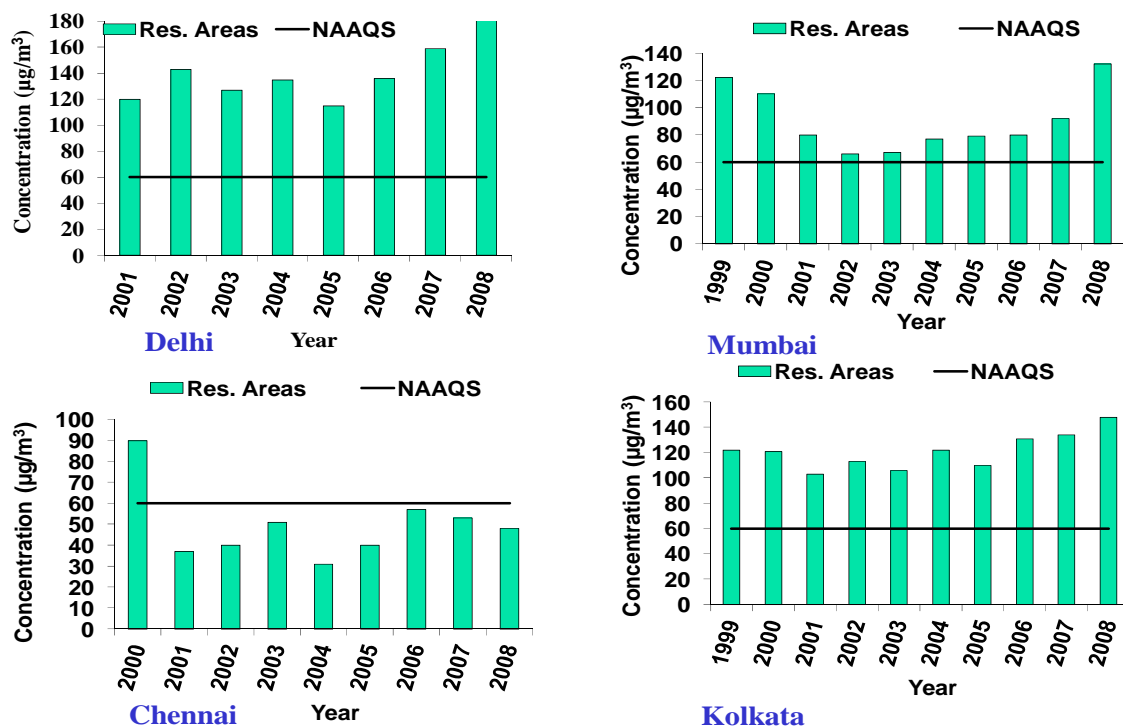 Res. Areas NAAQS
Concentration (µg/m³)
180
160
140
120
100
80
60
40
20
0
2001 2002 2003 2004 2005 2006 2007 2008
Delhi Year
Res. Areas NAAQS
Concentration (µg/m³)
140
120
100
80
60
40
20
0
1999 2000 2001 2002 2003 2004 2005 2006 2007 2008
Year
Mumbai
Res. Areas NAAQS
Concentration (µg/m³)
100
90
80
70
60
50
40
30
20
10
0
2000 2001 2002 2003 2004 2005 2006 2007 2008
Chennai Year
Res. Areas NAAQS
Concentration (µg/m³)
160
140
120
100
80
60
40
20
0
1999 2000 2001 2002 2003 2004 2005 2006 2007 2008
Kolkata Year